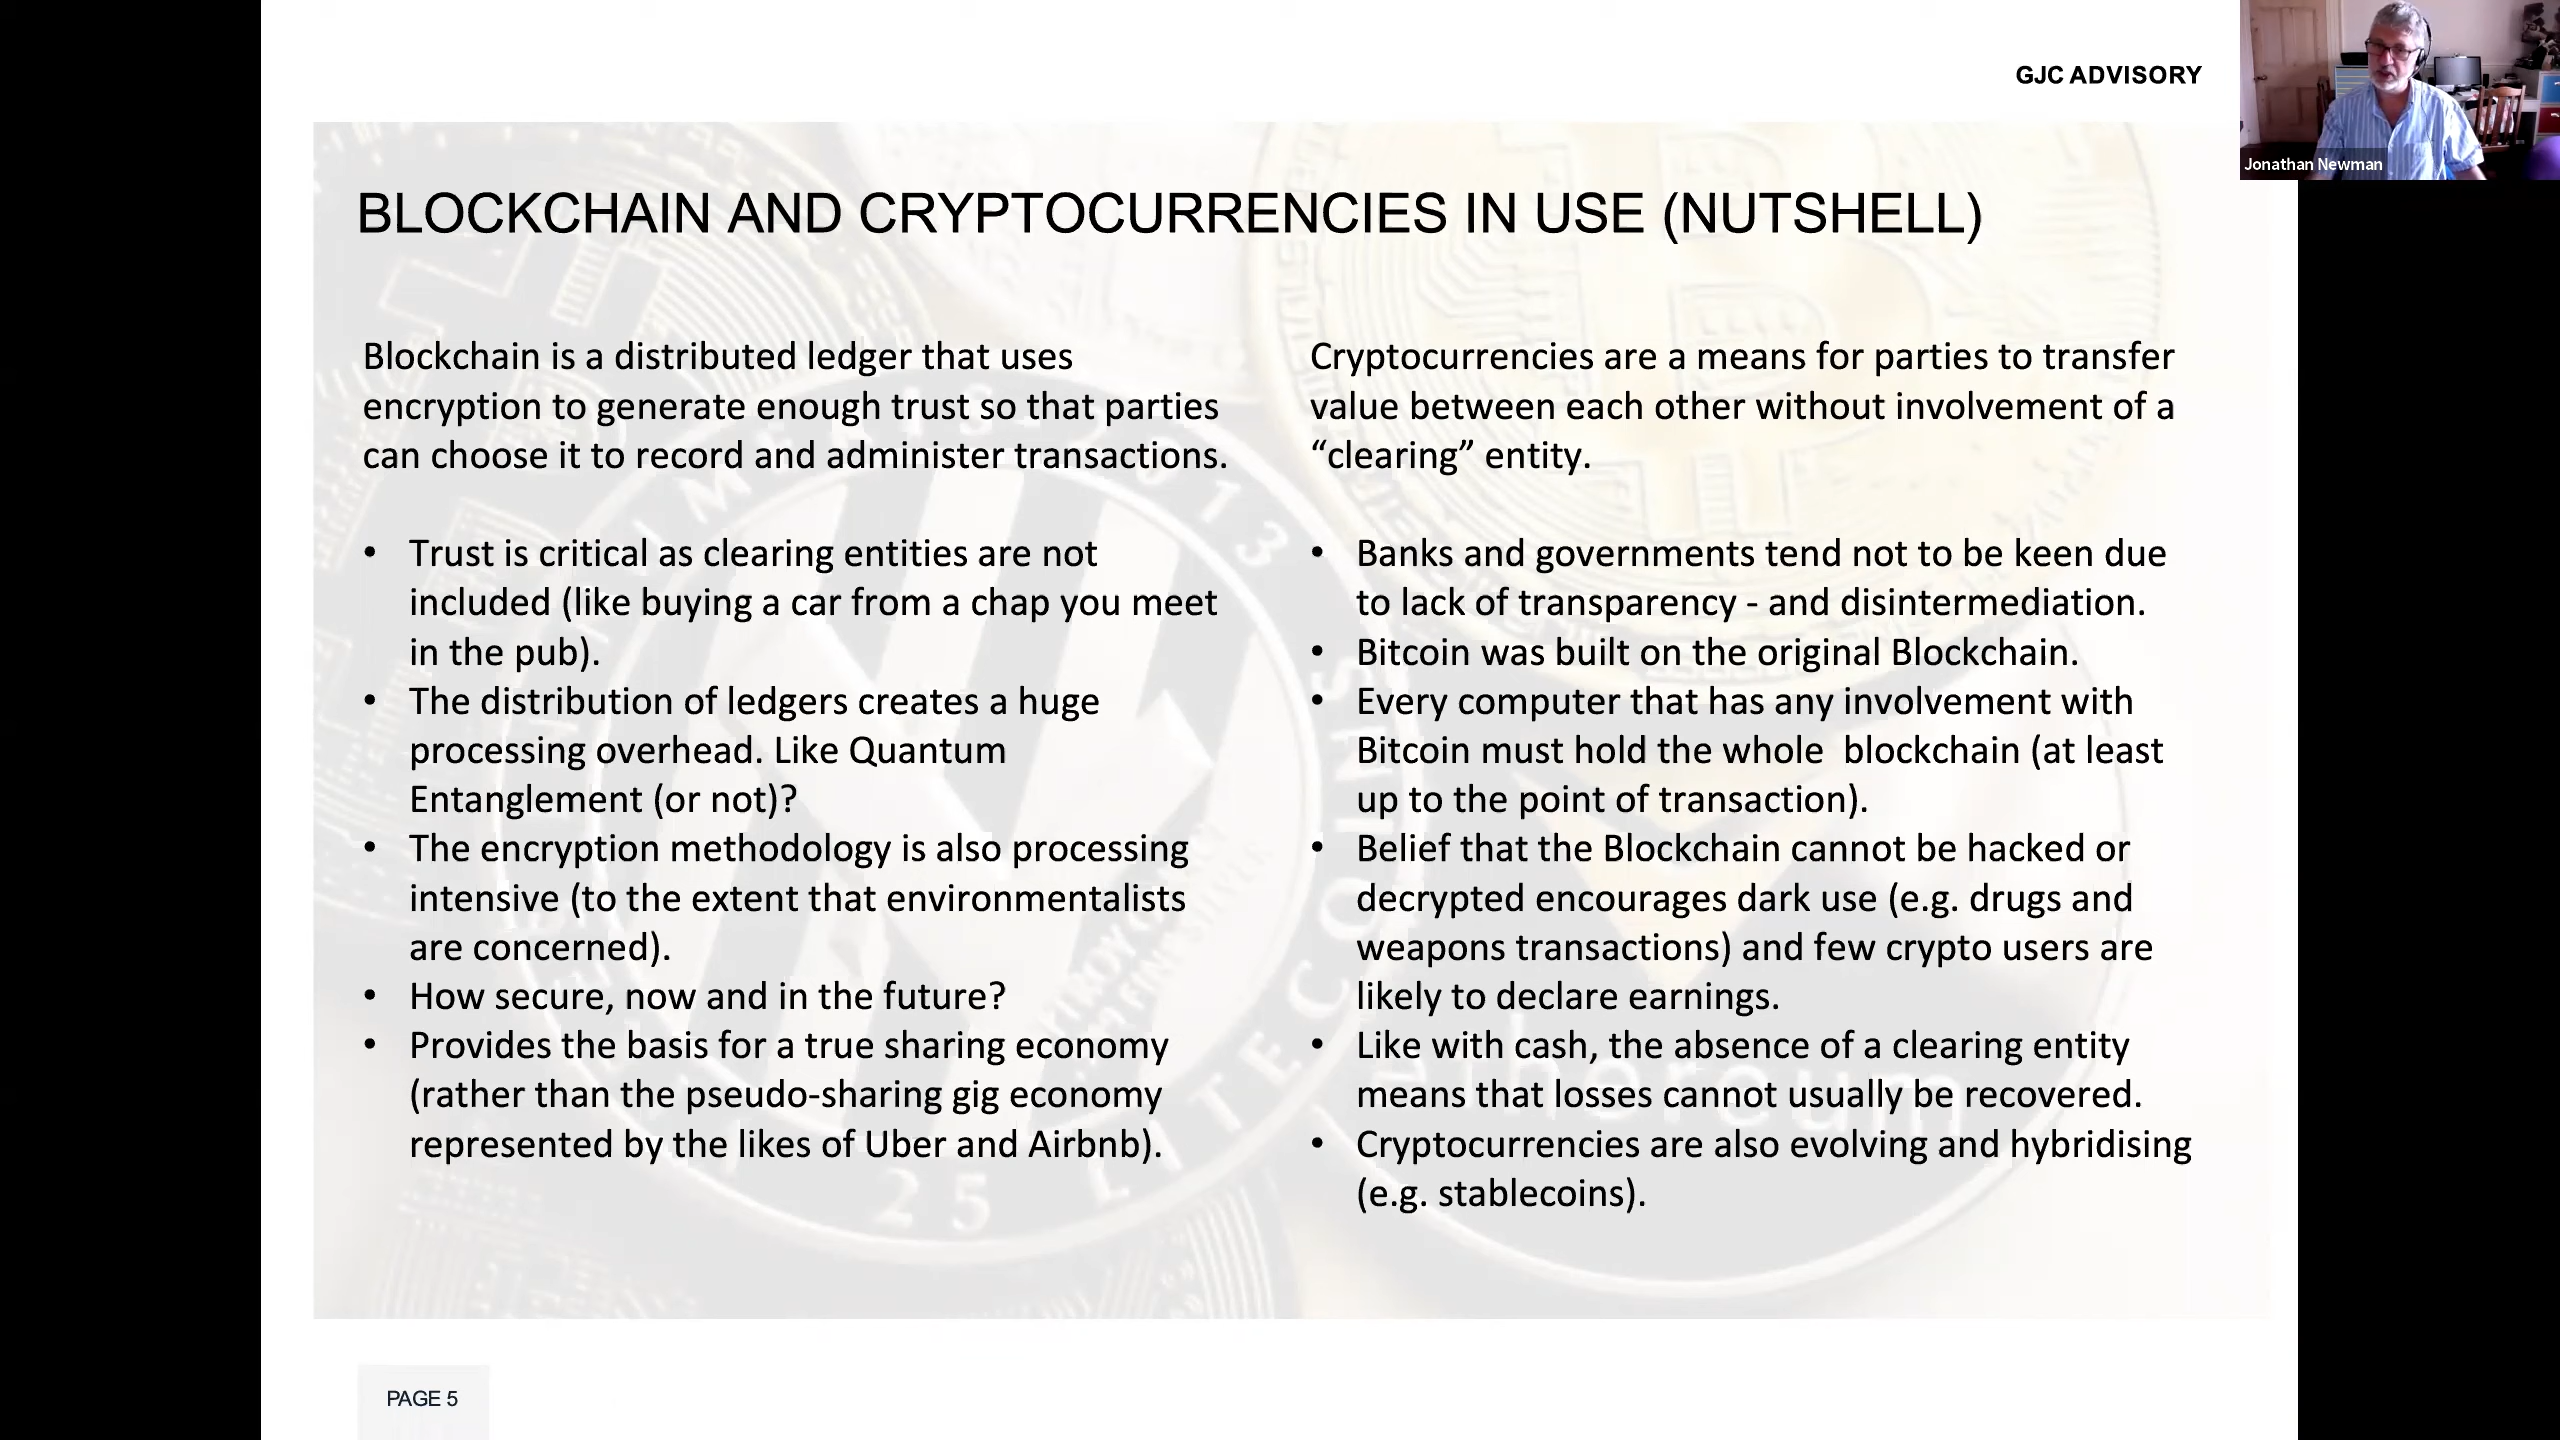 GJC ADVISORY
Jonathan Newman
BLOCKCHAIN AND CRYPTOCURRENCIES IN USE (NUTSHELL)
Blockchain is a distributed ledger that uses
encryption to generate enough trust so that parties
can choose it to record and administer transactions.
• Trust is critical as clearing entities are not
included (like buying a car from a chap you meet
in the pub).
• The distribution of ledgers creates a huge
processing overhead. Like Quantum
Entanglement (or not)?
• The encryption methodology is also processing
intensive (to the extent that environmentalists
are concerned).
• How secure, now and in the future?
• Provides the basis for a true sharing economy
(rather than the pseudo-sharing gig economy
represented by the likes of Uber and Airbnb).
Cryptocurrencies are a means for parties to transfer
value between each other without involvement of a
“clearing” entity.
• Banks and governments tend not to be keen due
to lack of transparency - and disintermediation.
• Bitcoin was built on the original Blockchain.
• Every computer that has any involvement with
Bitcoin must hold the whole  blockchain (at least
up to the point of transaction).
• Belief that the Blockchain cannot be hacked or
decrypted encourages dark use (e.g. drugs and
weapons transactions) and few crypto users are
likely to declare earnings.
• Like with cash, the absence of a clearing entity
means that losses cannot usually be recovered.
• Cryptocurrencies are also evolving and hybridising
(e.g. stablecoins).
2013
25 LITECOINS
ethereum
PAGE 5